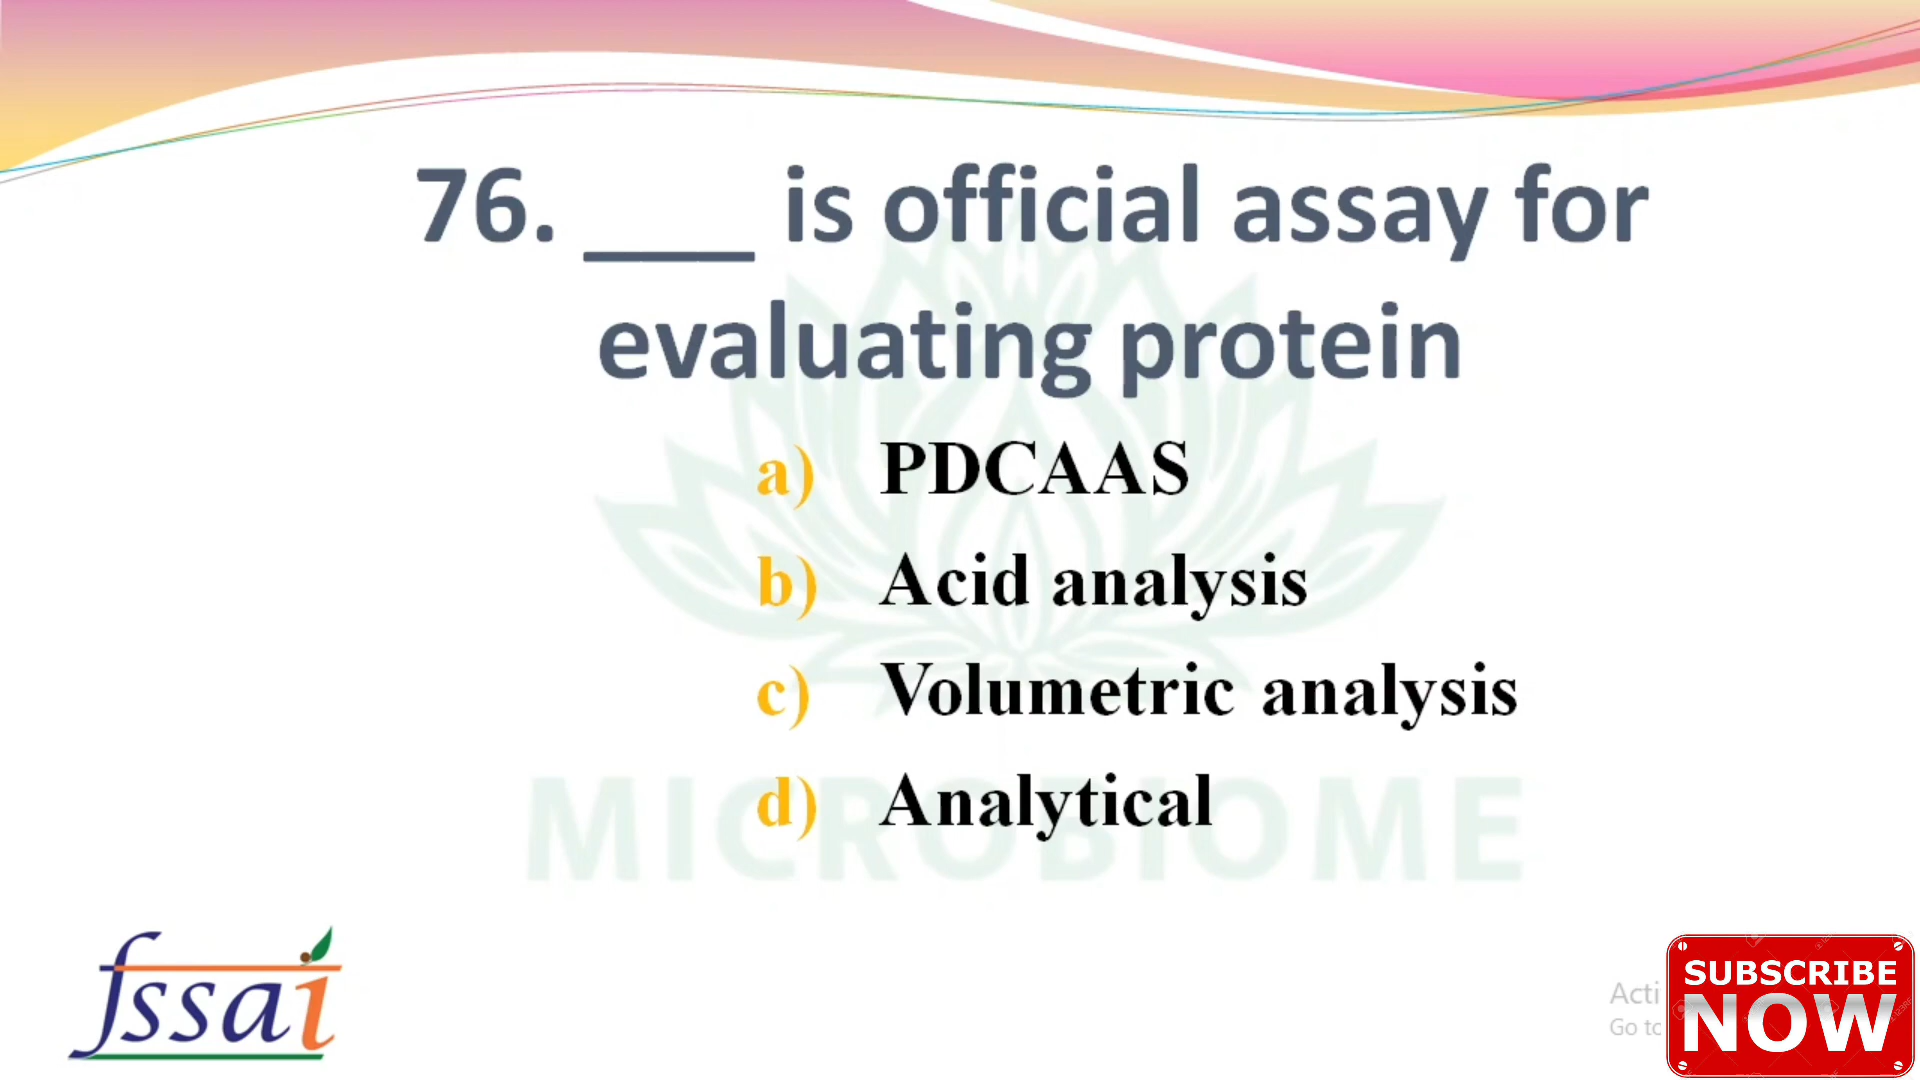 76. ___ is official assay for
evaluating protein
a) PDCAAS
b) Acid analysis
c) Volumetric analysis
d) Analytical
MICROBIOME
fssai
Acti
Go to
SUBSCRIBE
NOW